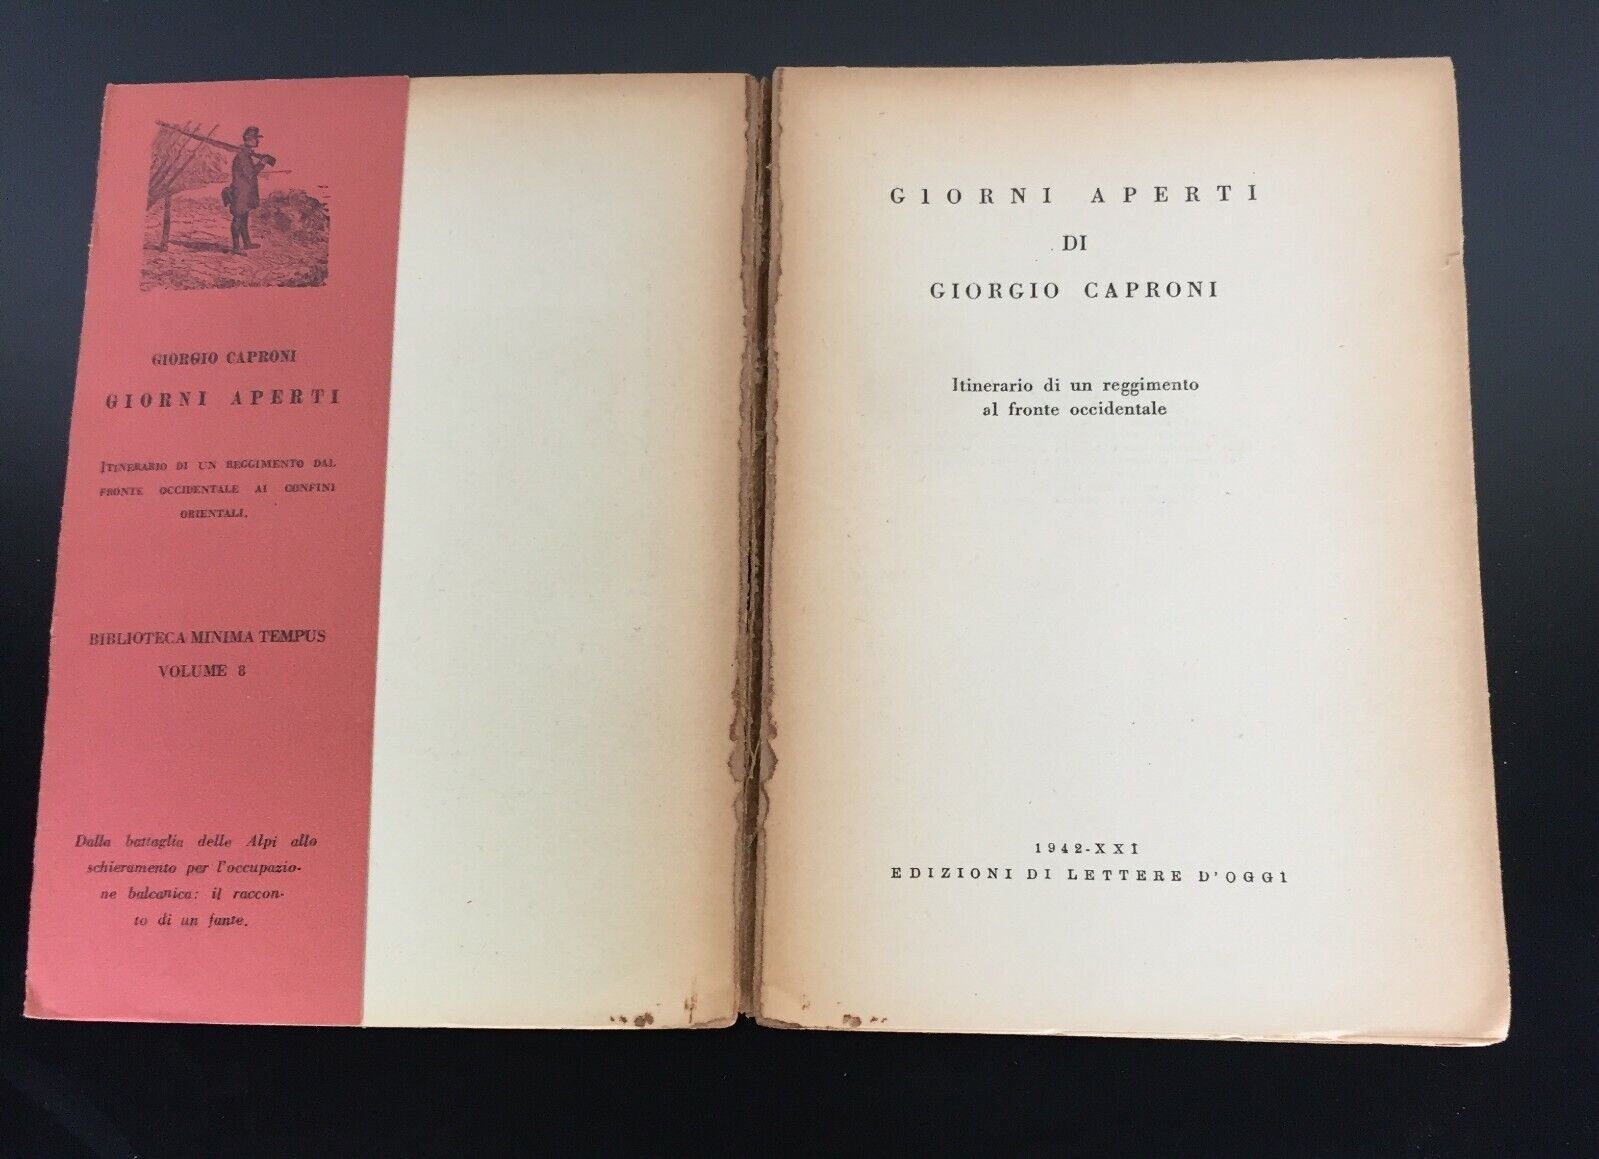 GIORGIO CAPRONI
GIORNI APERTI
ITINERARIO DI UN REGGIMENTO DAL
FRONTE OCCIDENTALE AI CONFINI
ORIENTALI.
BIBLIOTECA MINIMA TEMPUS
VOLUME 8
Dalla battaglia delle Alpi allo
schieramento per l'occupazio-
ne balcanica: il raccon-
to di un fante.
GIORNI APERTI
DI
GIORGIO CAPRONI
Itinerario di un reggimento
al fronte occidentale
1942-XXI
EDIZIONI DI LETTERE D'OGGI